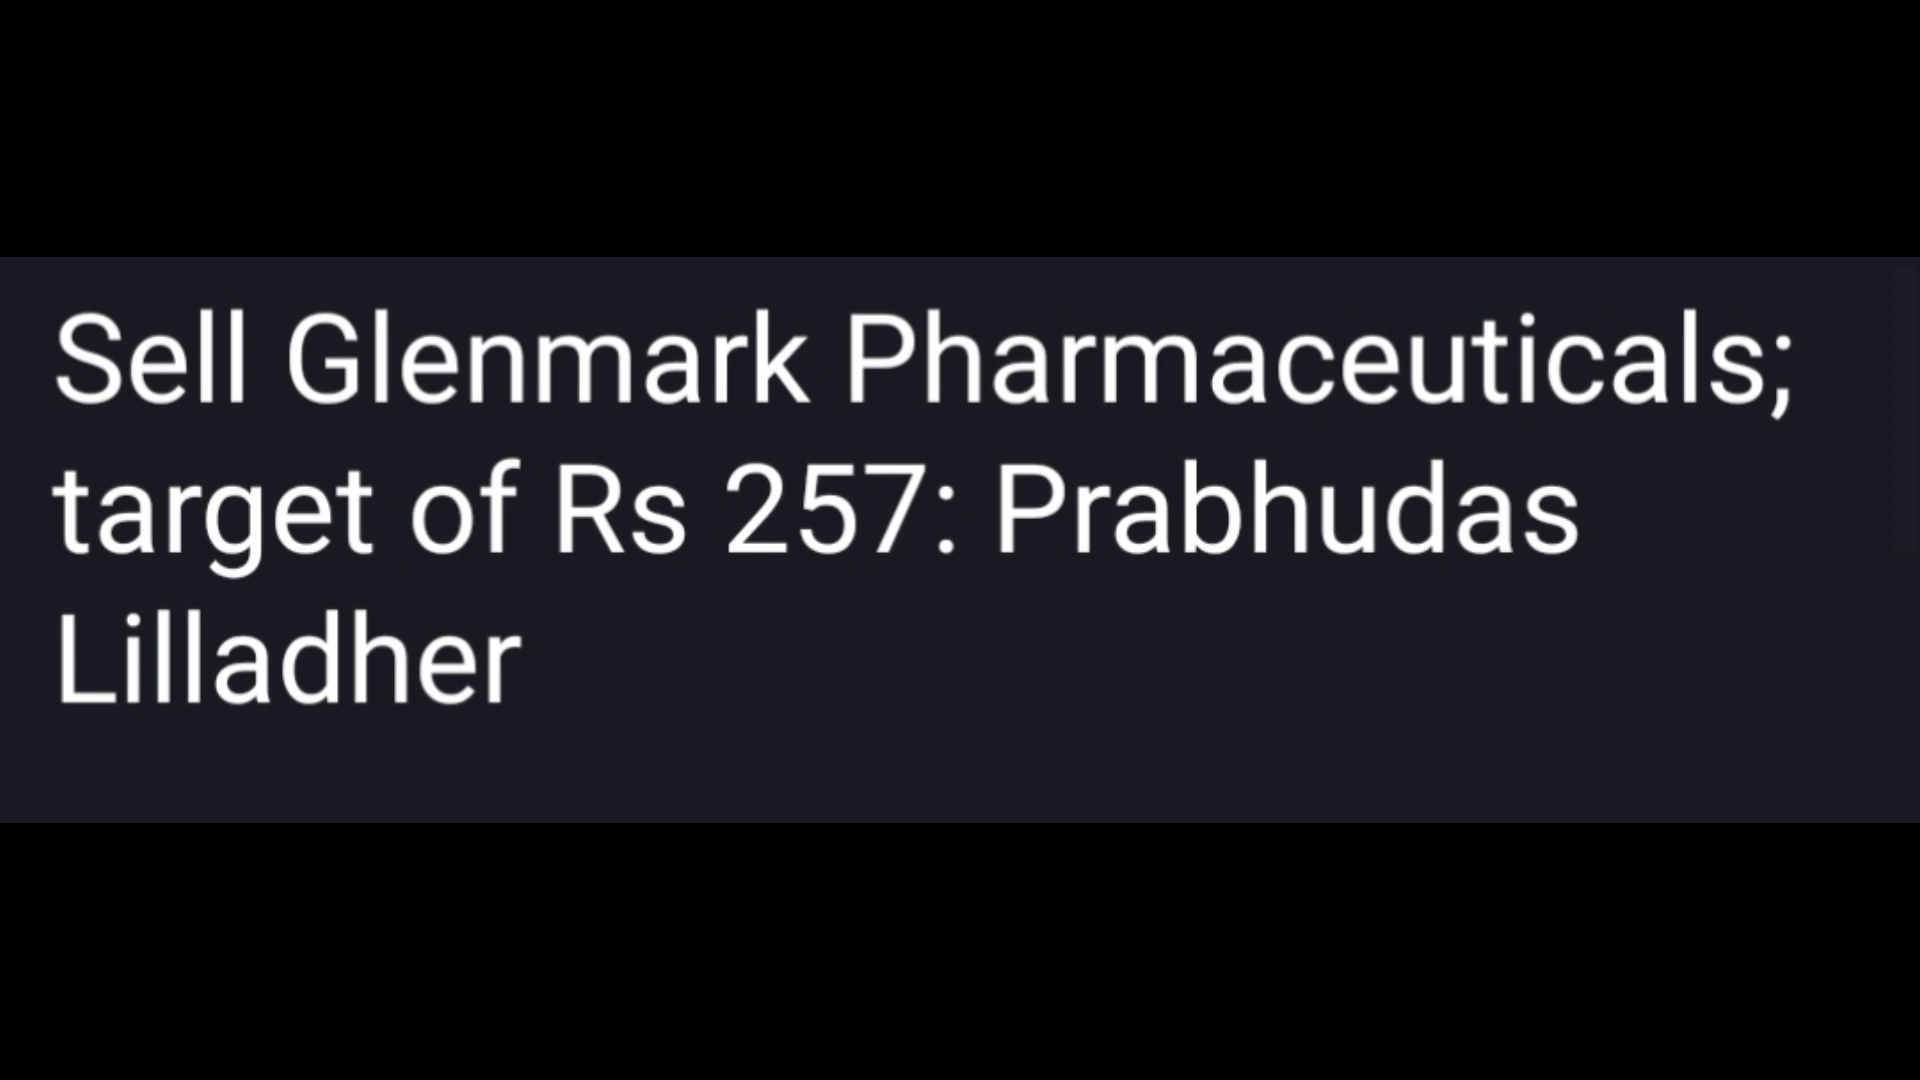 Sell Glenmark Pharmaceuticals;
target of Rs 257: Prabhudas
Lilladher